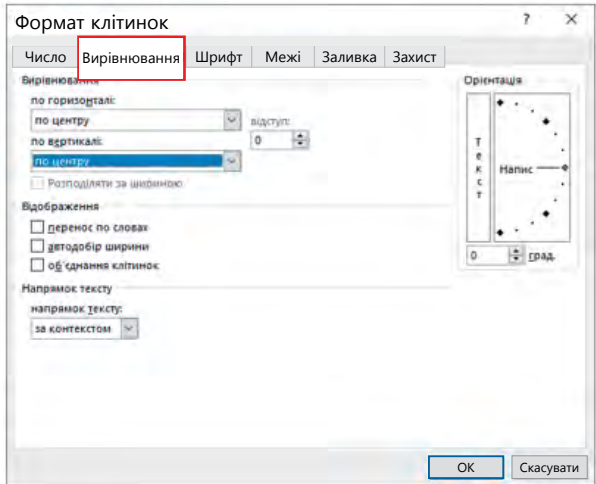 Формат клітинок
? ×
Число Вирівнювання Шрифт Межі Заливка Захист
Вирівнювання
по горизонталі:
по центру
відступ:
по вертикалі:
0
по центру
Розподіляти за шириною
Відображення
перенос по словах
автодобір ширини
об'єднання клітинок
Напрямок тексту
напрямок тексту:
за контекстом
Орієнтація
Текст
Напис
0 град.
ОК Скасувати